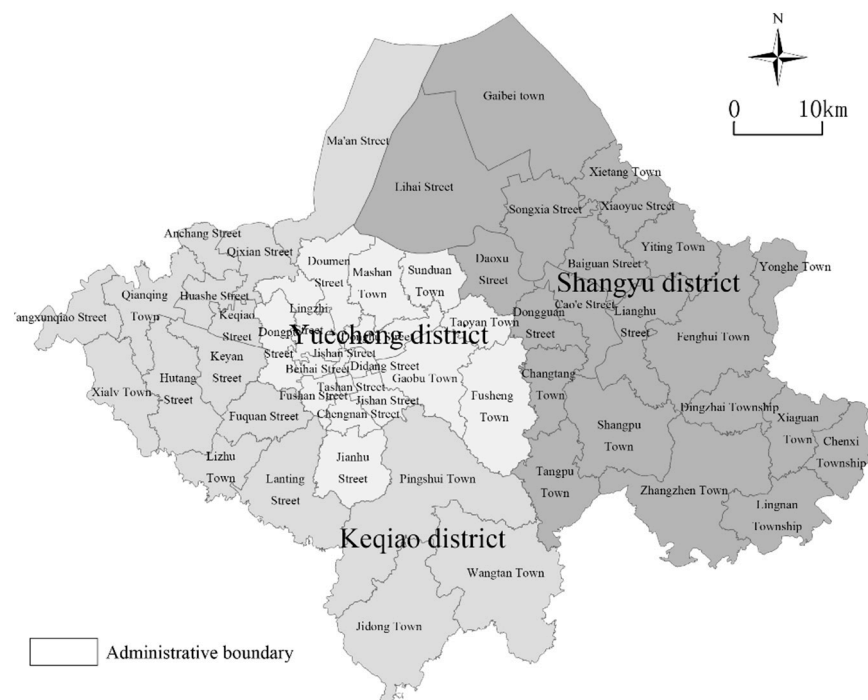 N
0 10km
Gaibei town
Ma'an Street
Lihai Street
Xietang Town
Songxia Street
Xiaoyue Street
Anchang Street
Qixian Street
Doumen
Street
Mashan
Town
Sunduan
Town
Daoxu
Street
Baiguan Street
Yiting Town
Yonghe Town
Shangyu district
Qianqing
Town
Huashe Street
Keqiao
Street
Lingzhi
Street
Taoyan Town
Dongguan
Street
Cao'e Street
Lianghu
Street
Fenghui Town
Yuecheng district
Street
Keyan
Street
Jishan Street
Beihai Street
Didang Street
Gaobu Town
Tashan Street
Fushan Street
Jishan Street
Chengnan Street
Fusheng
Town
Changtang
Town
Xialv Town
Hutang
Street
Fuquan Street
Dingzhai Township
Xiaguan
Town
Chenxi
Township
Shangpu
Town
Lizhu
Town
Lanting
Street
Jianhu
Street
Pingshui Town
Tangpu
Town
Zhangzhen Town
Lingnan
Township
Keqiao district
Wangtan Town
Jidong Town
Administrative boundary